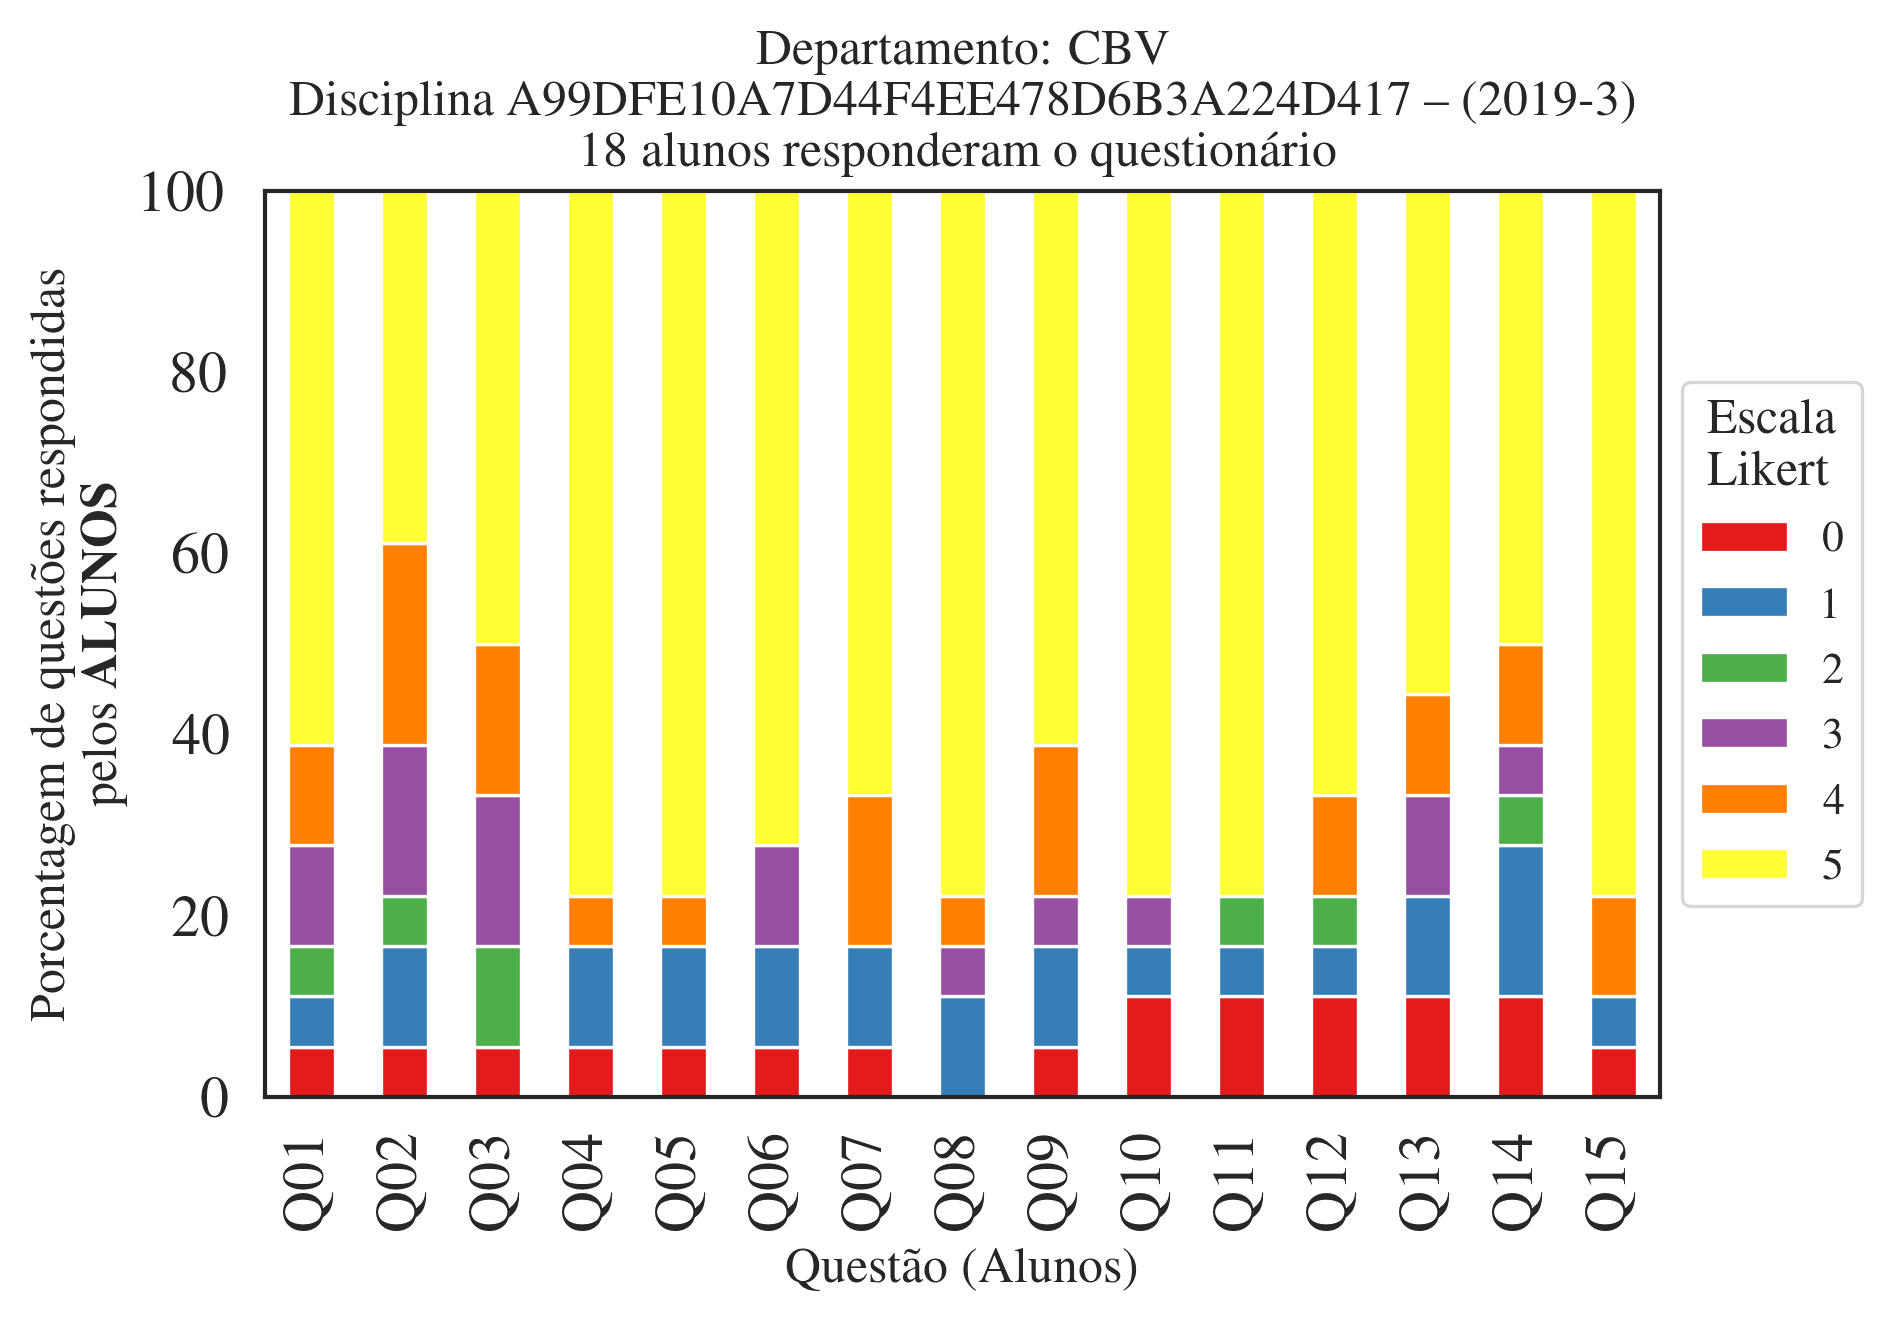 Departamento: CBV
Disciplina A99DFE10A7D44F4EE478D6B3A224D417 – (2019-3)
18 alunos responderam o questionário
Porcentagem de questões respondidas
pelos ALUNOS
100
80
60
40
20
0
Q01
Q02
Q03
Q04
Q05
Q06
Q07
Q08
Q09
Q10
Q11
Q12
Q13
Q14
Q15
Questão (Alunos)
Escala
Likert
0
1
2
3
4
5